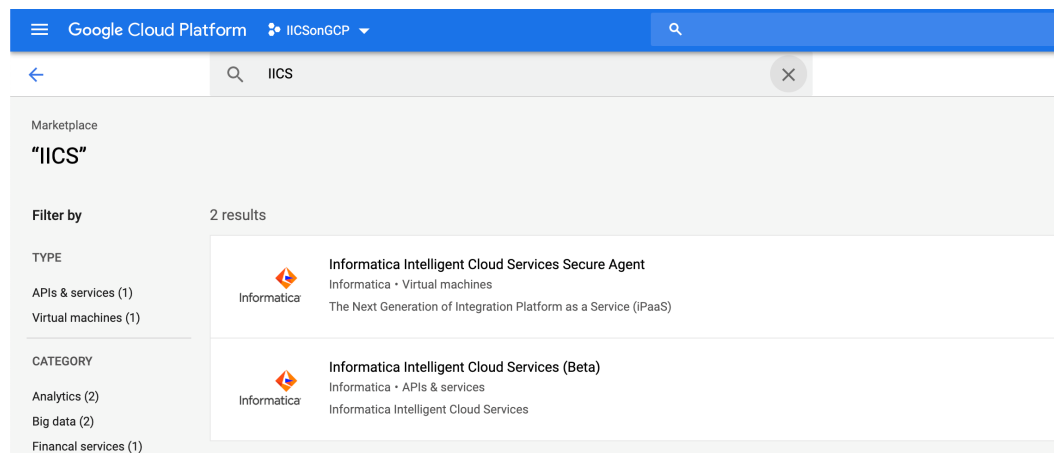 Google Cloud Platform
IICSonGCP
IICS
Marketplace
“IICS”
Filter by
2 results
TYPE
APIs & services (1)
Virtual machines (1)
CATEGORY
Analytics (2)
Big data (2)
Financal services (1)
Informatica
Informatica Intelligent Cloud Services Secure Agent
Informatica • Virtual machines
The Next Generation of Integration Platform as a Service (iPaaS)
Informatica
Informatica Intelligent Cloud Services (Beta)
Informatica • APIs & services
Informatica Intelligent Cloud Services